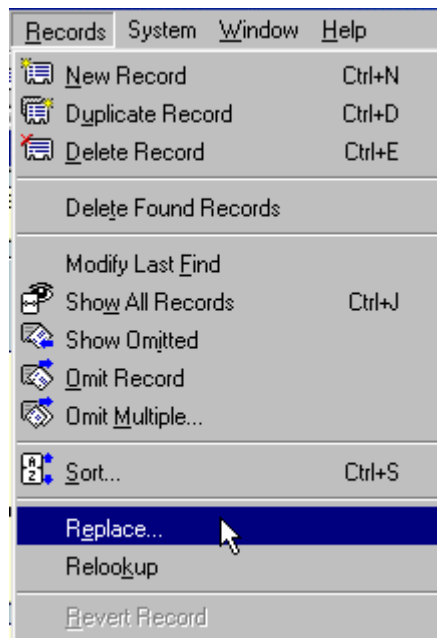 Records System Window Help
New Record Ctrl+N
Duplicate Record Ctrl+D
Delete Record Ctrl+E
Delete Found Records
Modify Last Find
Show All Records Ctrl+J
Show Omitted
Omit Record
Omit Multiple...
Sort... Ctrl+S
Replace...
Relookup
Revert Record